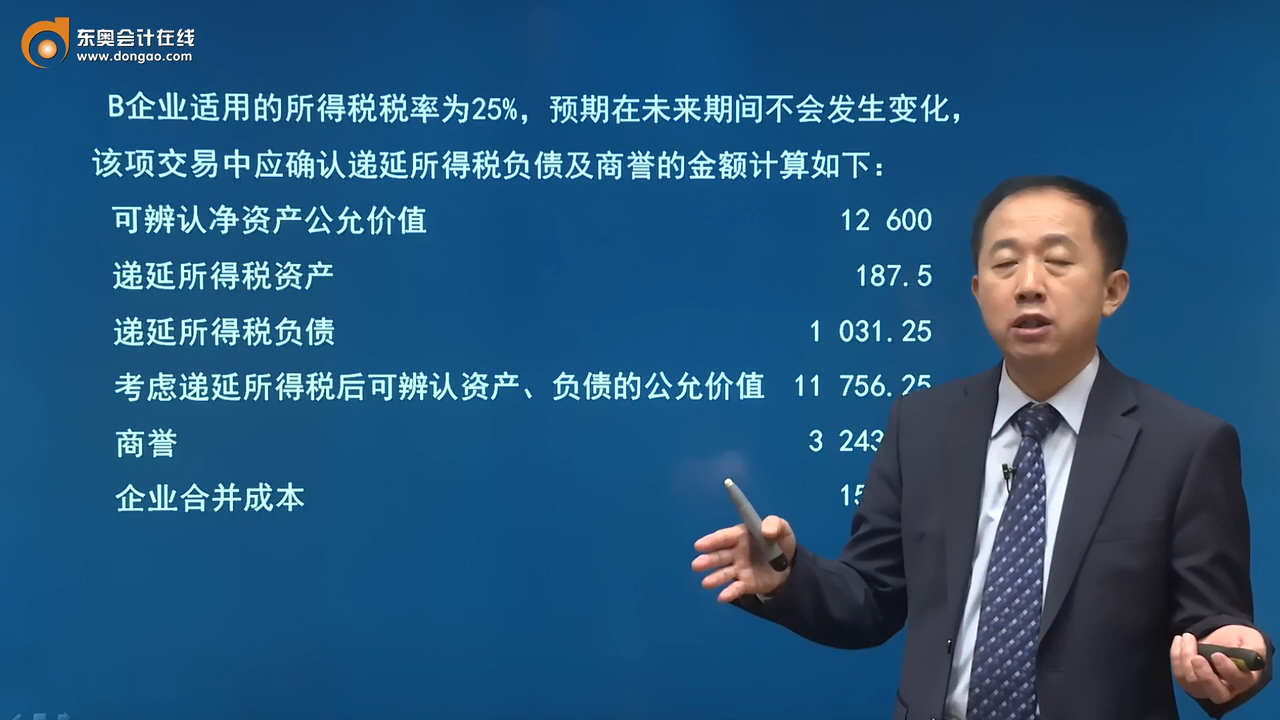 东奥会计在线
www.dongao.com
B企业适用的所得税税率为25%，预期在未来期间不会发生变化，
该项交易中应确认递延所得税负债及商誉的金额计算如下：
可辨认净资产公允价值 12 600
递延所得税资产 187.5
递延所得税负债 1 031.25
考虑递延所得税后可辨认资产、负债的公允价值 11 756.25
商誉 3 243
企业合并成本 15